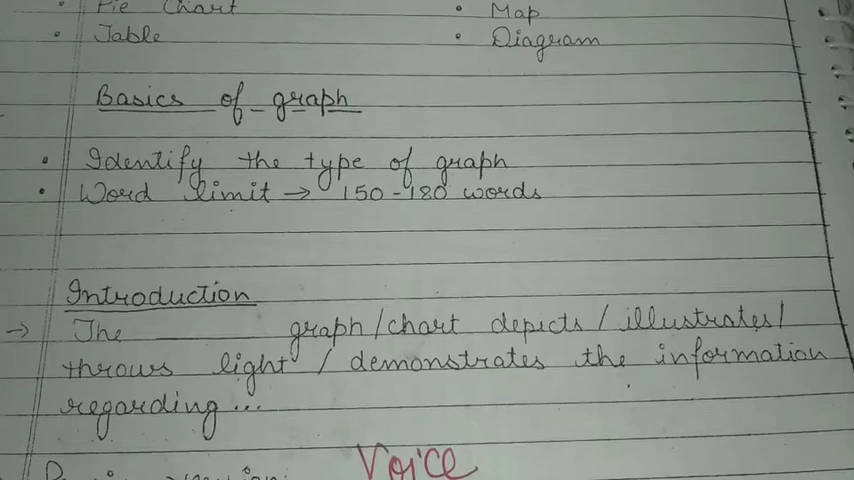 • Pie Chart • Map
• Table • Diagram
Basics of graph
• Identify the type of graph
• Word limit → 150-180 words
Introduction
→ The ______ graph/chart depicts/illustrates/
throws light / demonstrates the information
regarding...
Voice